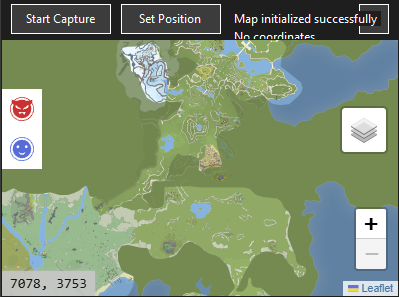 Start Capture
Set Position
Map initialized successfully
No coordinates
+
−
7078, 3753
Leaflet